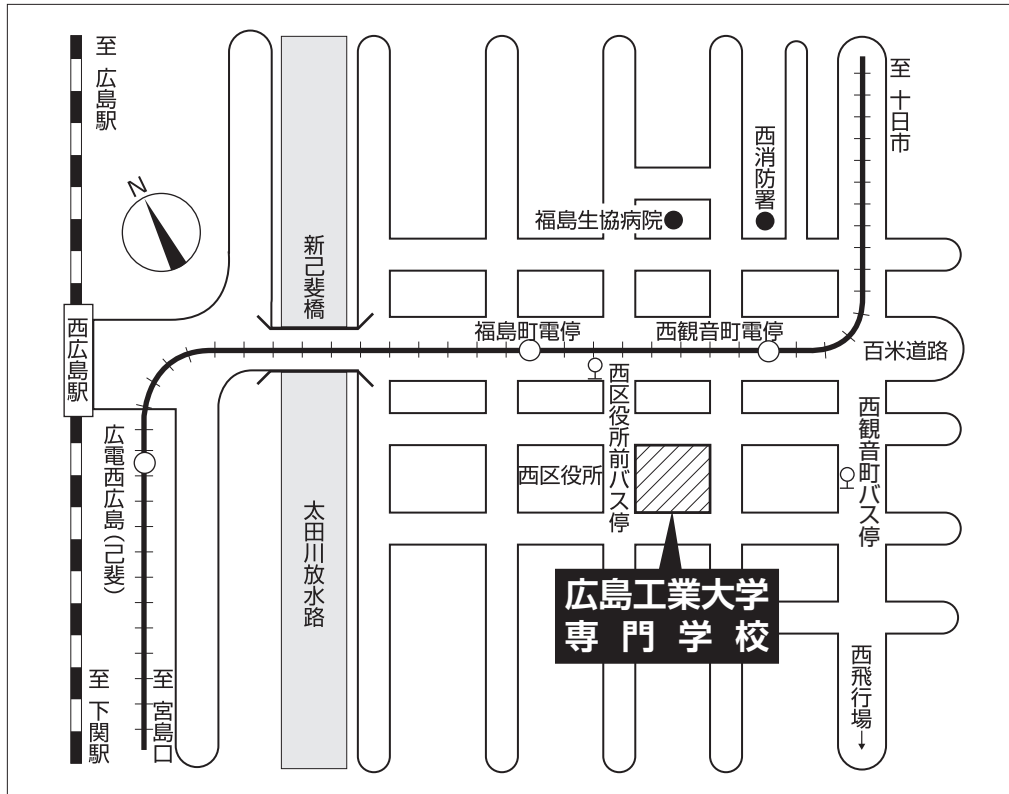 至 広島駅
N
新己斐橋
福島生協病院
西消防署
至 十日市
西広島駅
福島町電停
西観音町電停
百米道路
広電西広島(己斐)
西区役所前バス停
西観音町バス停
西区役所
太田川放水路
広島工業大学
専門学校
至 下関駅
至 宮島口
西飛行場→